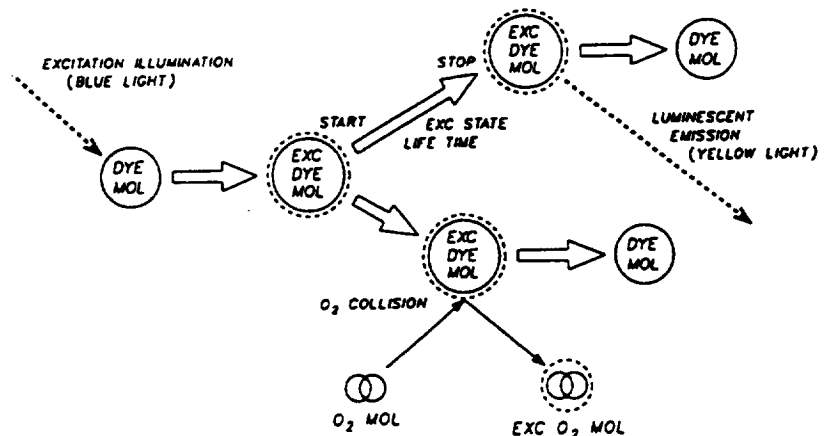 EXCITATION ILLUMINATION
(BLUE LIGHT)
DYE
MOL
START
EXC
DYE
MOL
STOP
EXC STATE
LIFE TIME
EXC
DYE
MOL
DYE
MOL
LUMINESCENT
EMISSION
(YELLOW LIGHT)
EXC
DYE
MOL
DYE
MOL
O₂ COLLISION
O₂ MOL
EXC O₂ MOL